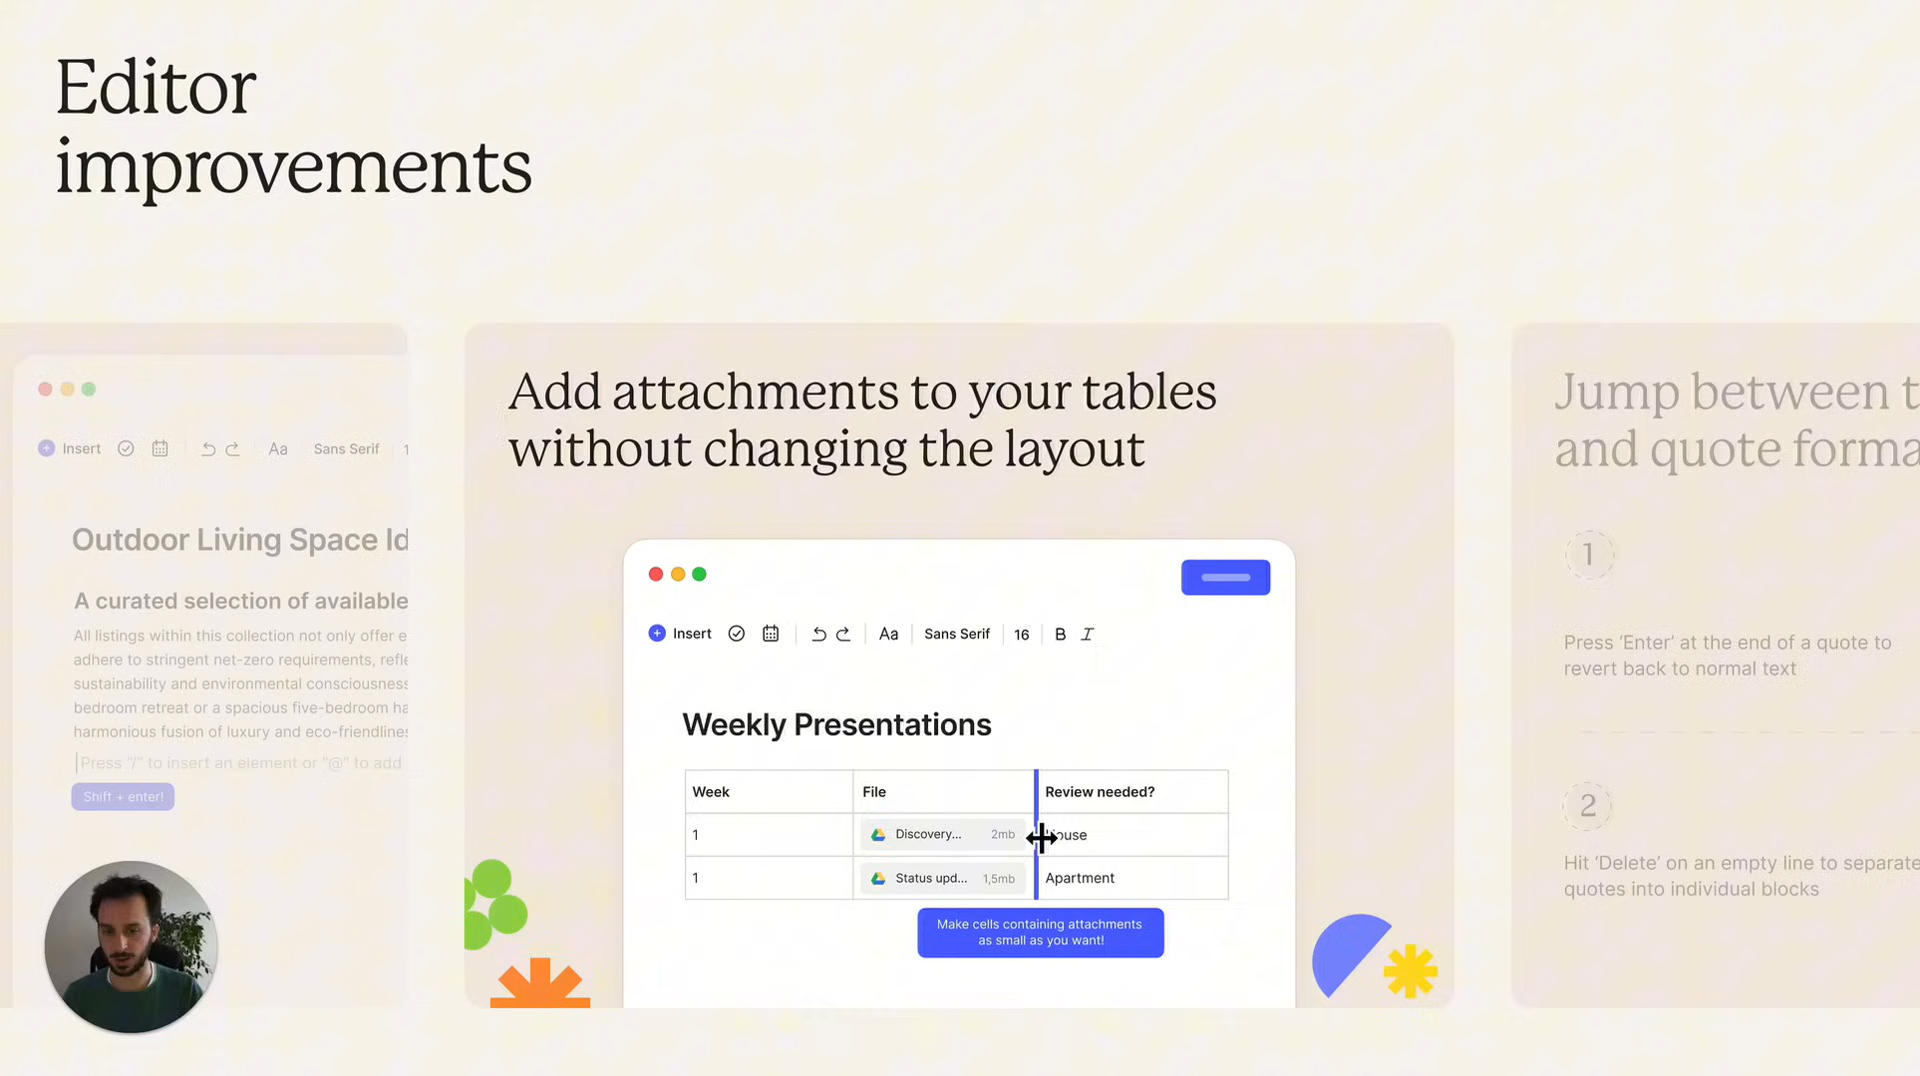 Editor
improvements
Insert
Aa
Sans Serif
Outdoor Living Space Id
A curated selection of available
All listings within this collection not only offer e
adhere to stringent net-zero requirements, refle
sustainability and environmental consciousness
bedroom retreat or a spacious five-bedroom ha
harmonious fusion of luxury and eco-friendlines
Press "/" to insert an element or "@" to add
Shift + enter!
Add attachments to your tables
without changing the layout
Insert Aa Sans Serif 16 B I
Weekly Presentations
Week File Review needed?
1 Discovery... 2mb
1 Status upd... 1,5mb Apartment
Make cells containing attachments
as small as you want!
Jump between t
and quote forma
1
Press ‘Enter’ at the end of a quote to
revert back to normal text
2
Hit ‘Delete’ on an empty line to separate
quotes into individual blocks